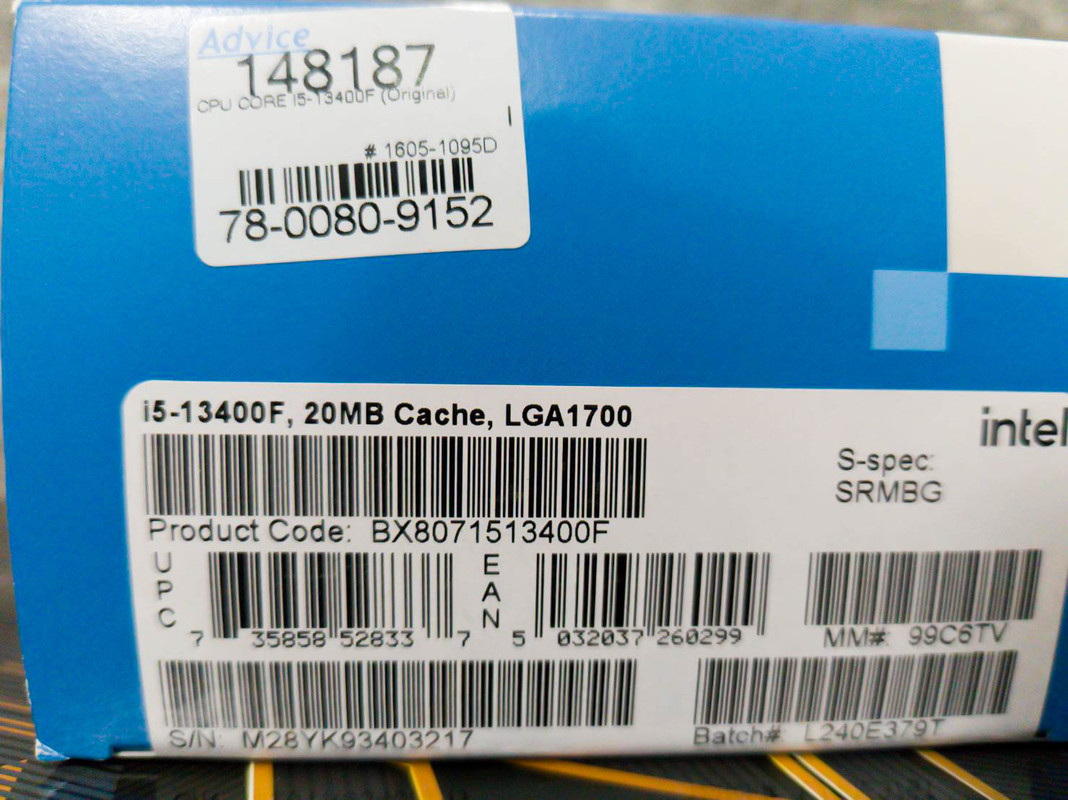 Advice
148187
CPU CORE I5-13400F (Original)
I
# 1605-1095D
78-0080-9152
i5-13400F, 20MB Cache, LGA1700
intel
S-spec:
SRMBG
Product Code: BX8071513400F
UPC
7 35858 52833 7
EAN
5 032037 260299
MM#: 99C6TV
S/N: M28YK93403217
Batch#: L240E379T